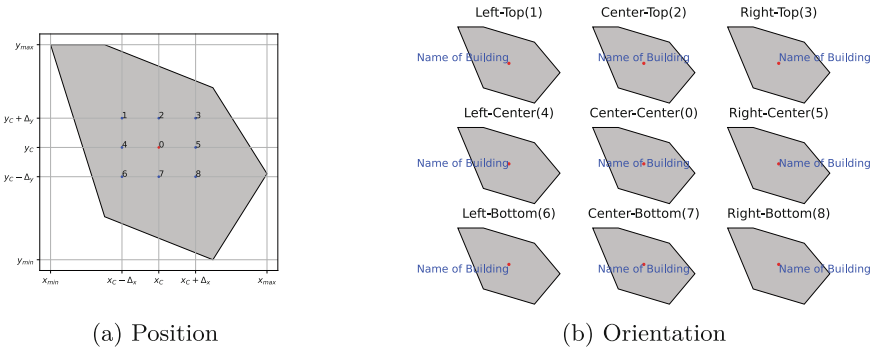 Left-Top(1) Center-Top(2) Right-Top(3)
Name of Building Name of Building Name of Building
Left-Center(4) Center-Center(0) Right-Center(5)
Name of Building Name of Building Name of Building
Left-Bottom(6) Center-Bottom(7) Right-Bottom(8)
Name of Building Name of Building Name of Building
y_max
y_C + Δ_y
y_C
y_C − Δ_y
y_min
1 2 3
4 0 5
6 7 8
x_min x_C − Δ_x x_C x_C + Δ_x x_max
(a) Position (b) Orientation